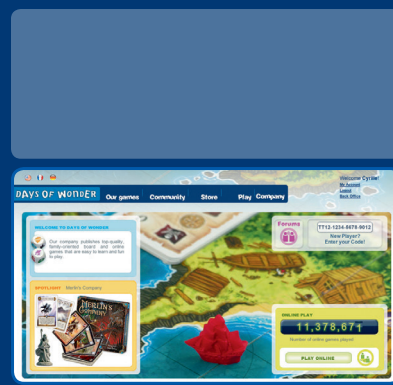 Welcome Cyrille!
My Account
Logout
Back Office
DAYS OF WONDER
Our games
Community
Store
Play
Company
WELCOME TO DAYS OF WONDER
Our company publishes top-quality, family-oriented board and online games that are easy to learn and fun to play.
Forums
TT12-1234-5678-9012
New Player?
Enter your Code!
SPOTLIGHT Merlin's Company
MERLIN'S
COMPANY
ONLINE PLAY
11,378,671
Number of online games played
PLAY ONLINE